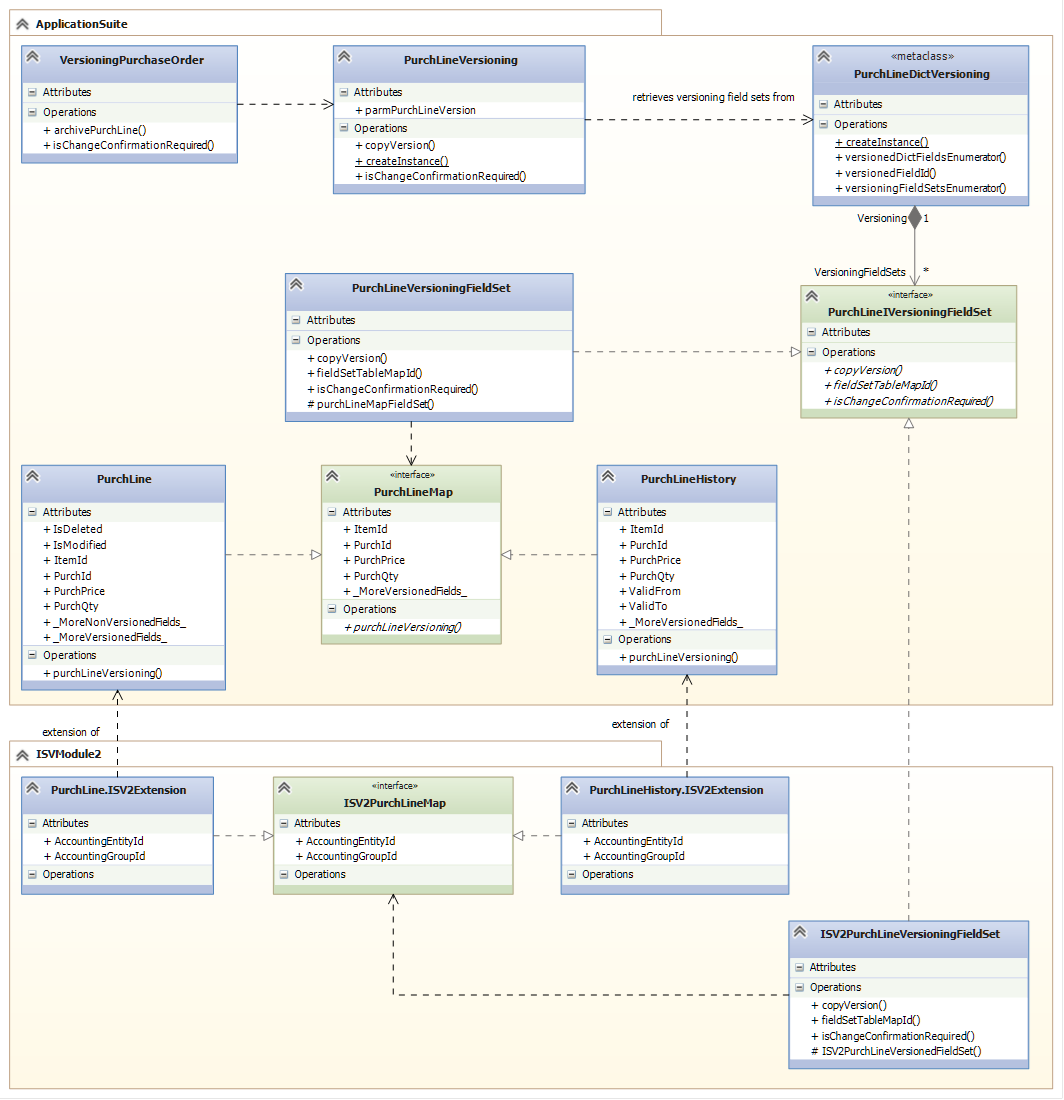 ApplicationSuite
VersioningPurchaseOrder
Attributes
Operations
+ archivePurchLine()
+ isChangeConfirmationRequired()
PurchLineVersioning
Attributes
+ parmPurchLineVersion
Operations
+ copyVersion()
+ createInstance()
+ isChangeConfirmationRequired()
retrieves versioning field sets from
«metaclass»
PurchLineDictVersioning
Attributes
Operations
+ createInstance()
+ versionedDictFieldsEnumerator()
+ versionedFieldId()
+ versioningFieldSetsEnumerator()
Versioning 1
VersioningFieldSets *
PurchLineVersioningFieldSet
Attributes
Operations
+ copyVersion()
+ fieldSetTableMapId()
+ isChangeConfirmationRequired()
# purchLineMapFieldSet()
«interface»
PurchLineIVersioningFieldSet
Attributes
Operations
+ copyVersion()
+ fieldSetTableMapId()
+ isChangeConfirmationRequired()
PurchLine
Attributes
+ IsDeleted
+ IsModified
+ ItemId
+ PurchId
+ PurchPrice
+ PurchQty
+ _MoreNonVersionedFields_
+ _MoreVersionedFields_
Operations
+ purchLineVersioning()
«interface»
PurchLineMap
Attributes
+ ItemId
+ PurchId
+ PurchPrice
+ PurchQty
+ _MoreVersionedFields_
Operations
+ purchLineVersioning()
PurchLineHistory
Attributes
+ ItemId
+ PurchId
+ PurchPrice
+ PurchQty
+ ValidFrom
+ ValidTo
+ _MoreVersionedFields_
Operations
+ purchLineVersioning()
extension of
extension of
ISVModule2
PurchLine.ISV2Extension
Attributes
+ AccountingEntityId
+ AccountingGroupId
Operations
«interface»
ISV2PurchLineMap
Attributes
+ AccountingEntityId
+ AccountingGroupId
Operations
PurchLineHistory.ISV2Extension
Attributes
+ AccountingEntityId
+ AccountingGroupId
Operations
ISV2PurchLineVersioningFieldSet
Attributes
Operations
+ copyVersion()
+ fieldSetTableMapId()
+ isChangeConfirmationRequired()
# ISV2PurchLineVersionedFieldSet()